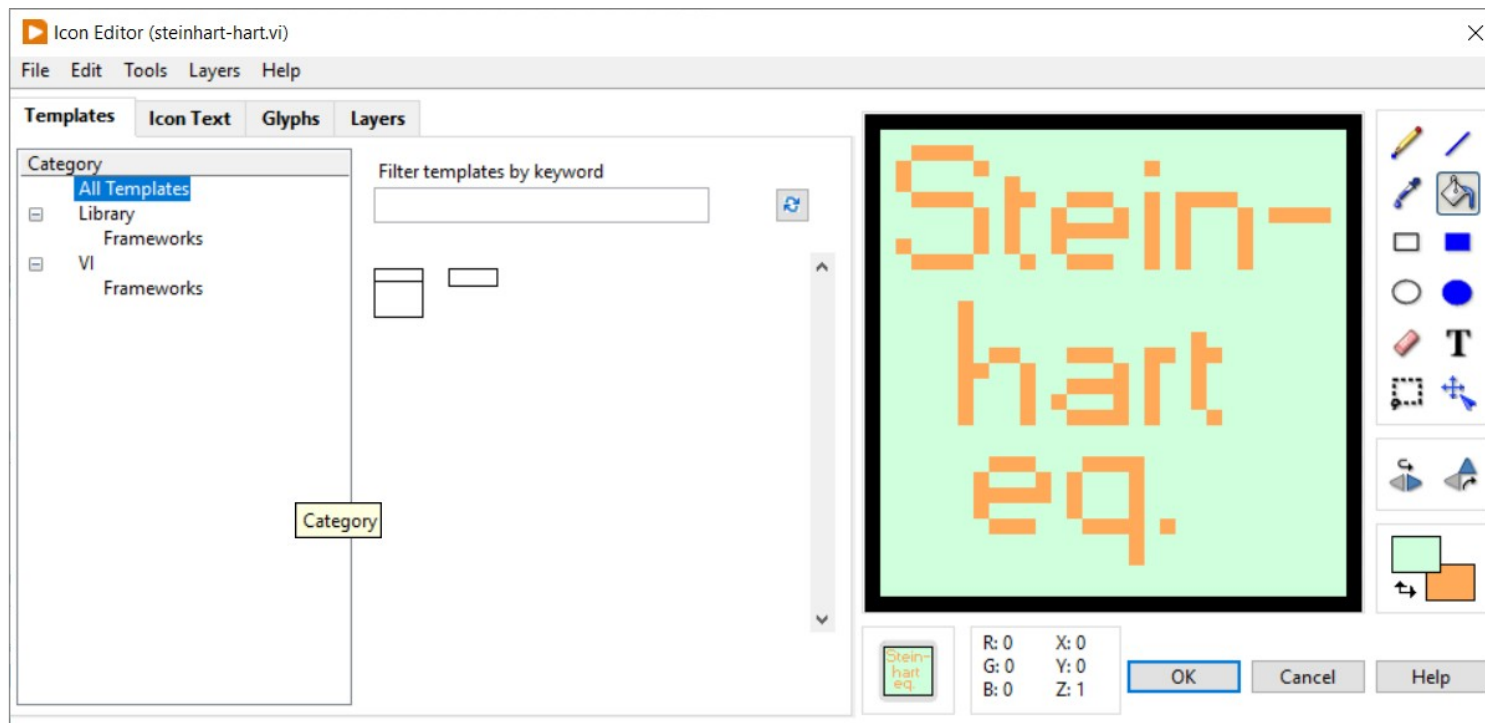 Icon Editor (steinhart-hart.vi)
File Edit Tools Layers Help
Templates Icon Text Glyphs Layers
Category
All Templates
Library
Frameworks
VI
Frameworks
Category
Filter templates by keyword
Stein-
hart
eq.
T
Stein-
hart
eq.
R: 0 X: 0
G: 0 Y: 0
B: 0 Z: 1
OK Cancel Help